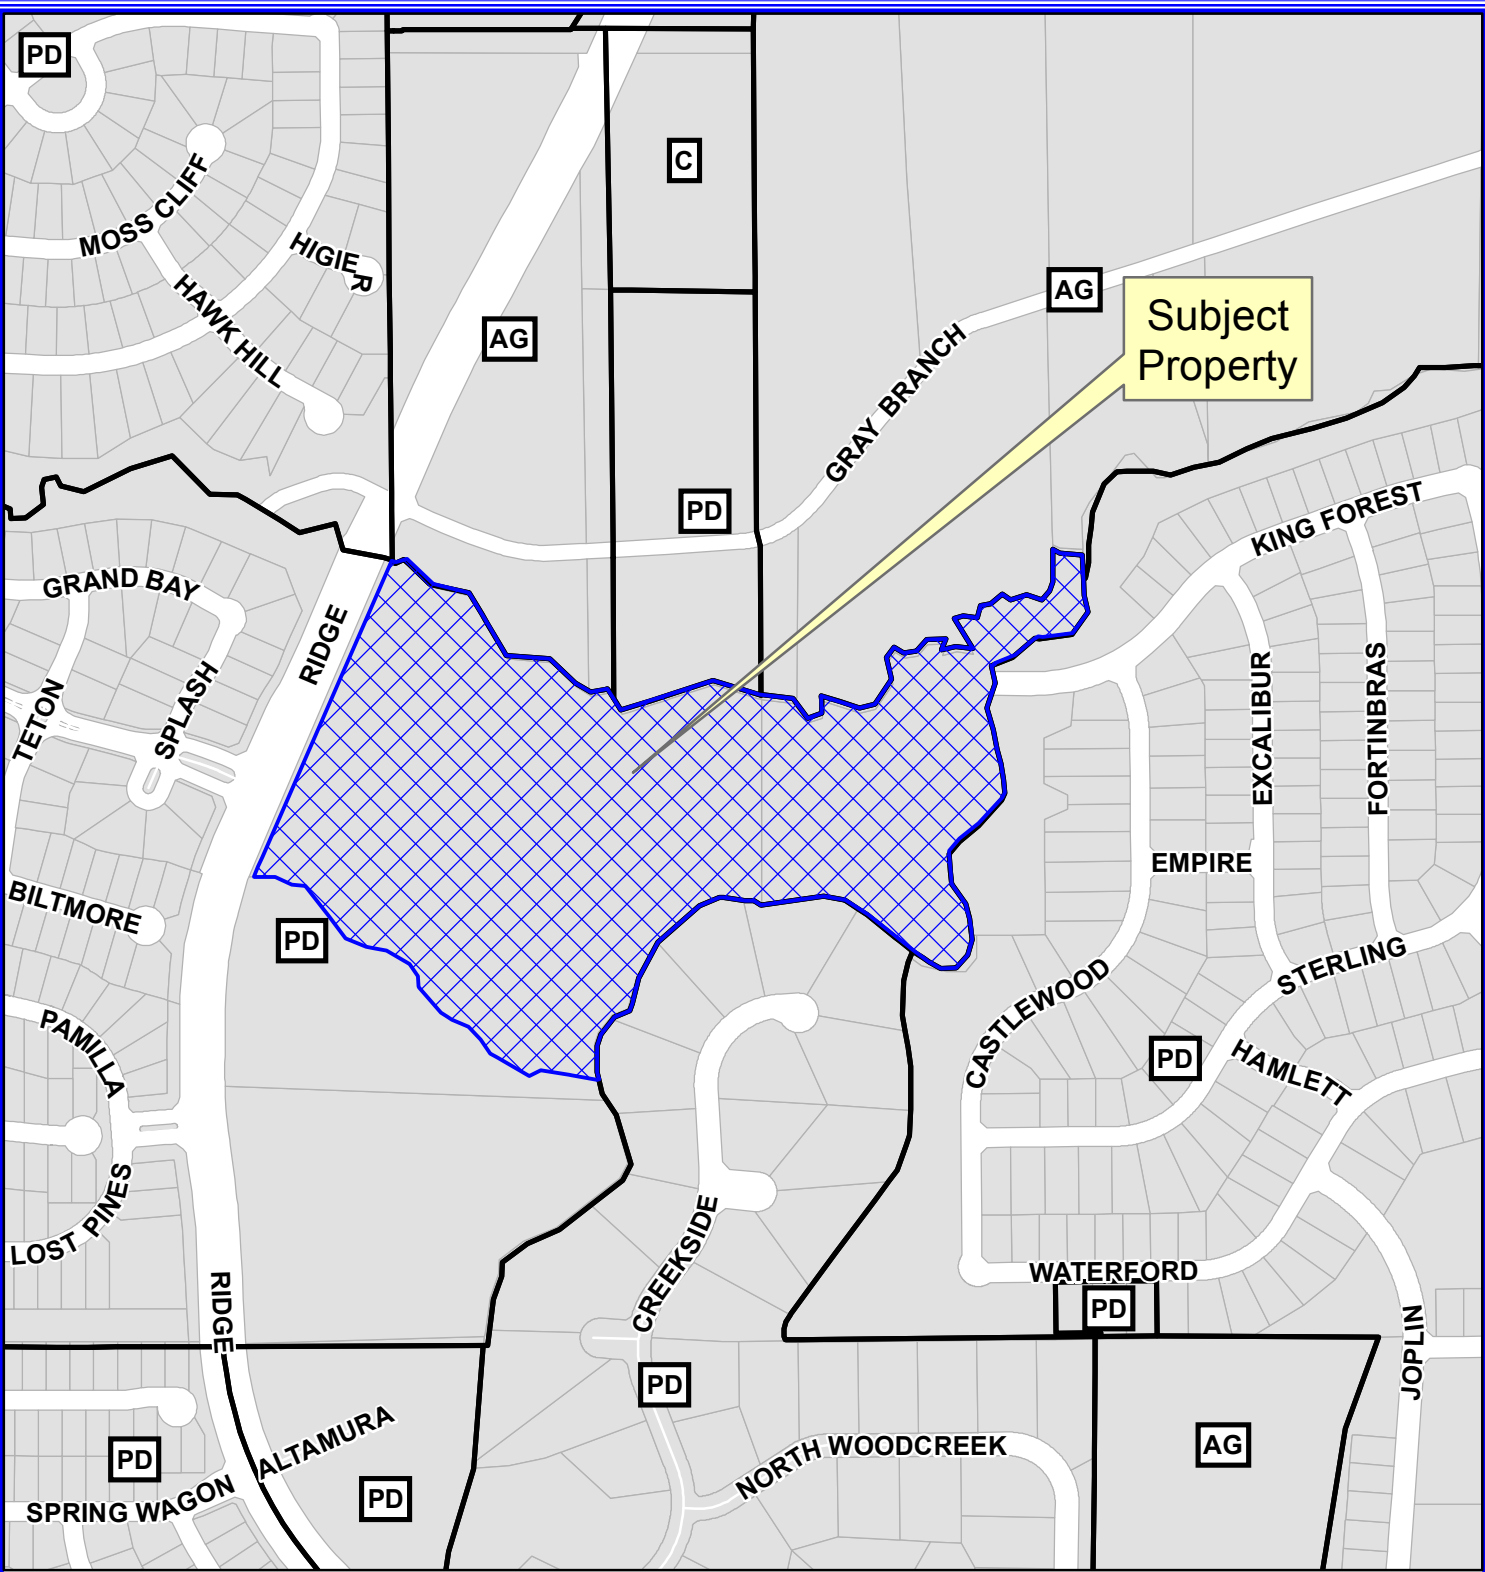 PD
C
MOSS CLIFF
HIGIER
HAWK HILL
AG
AG
Subject
Property
GRAY BRANCH
PD
KING FOREST
GRAND BAY
RIDGE
SPLASH
TETON
EXCALIBUR
FORTINBRAS
EMPIRE
BILTMORE
PD
STERLING
CASTLEWOOD
PAMILLA
PD
HAMLETT
LOST PINES
CREEKSIDE
WATERFORD
PD
RIDGE
JOPLIN
PD
ALTAMURA
NORTH WOODCREEK
AG
PD
SPRING WAGON
PD